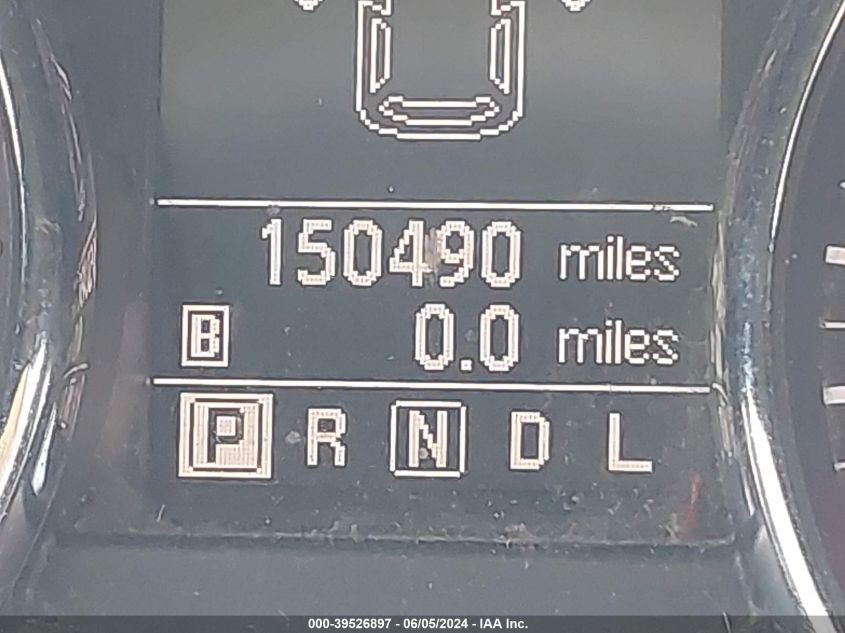 150490 miles
B 0.0 miles
P R N D L
000-39526897 - 06/05/2024 - IAA Inc.